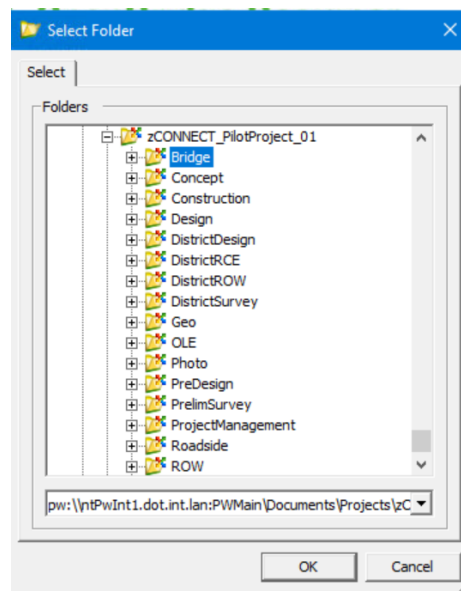 Select Folder
Select
Folders
zCONNECT_PilotProject_01
Bridge
Concept
Construction
Design
DistrictDesign
DistrictRCE
DistrictROW
DistrictSurvey
Geo
OLE
Photo
PreDesign
PrelimSurvey
ProjectManagement
Roadside
ROW
pw:\\ntPwInt1.dot.int.lan:PWMain\Documents\Projects\zC
OK
Cancel